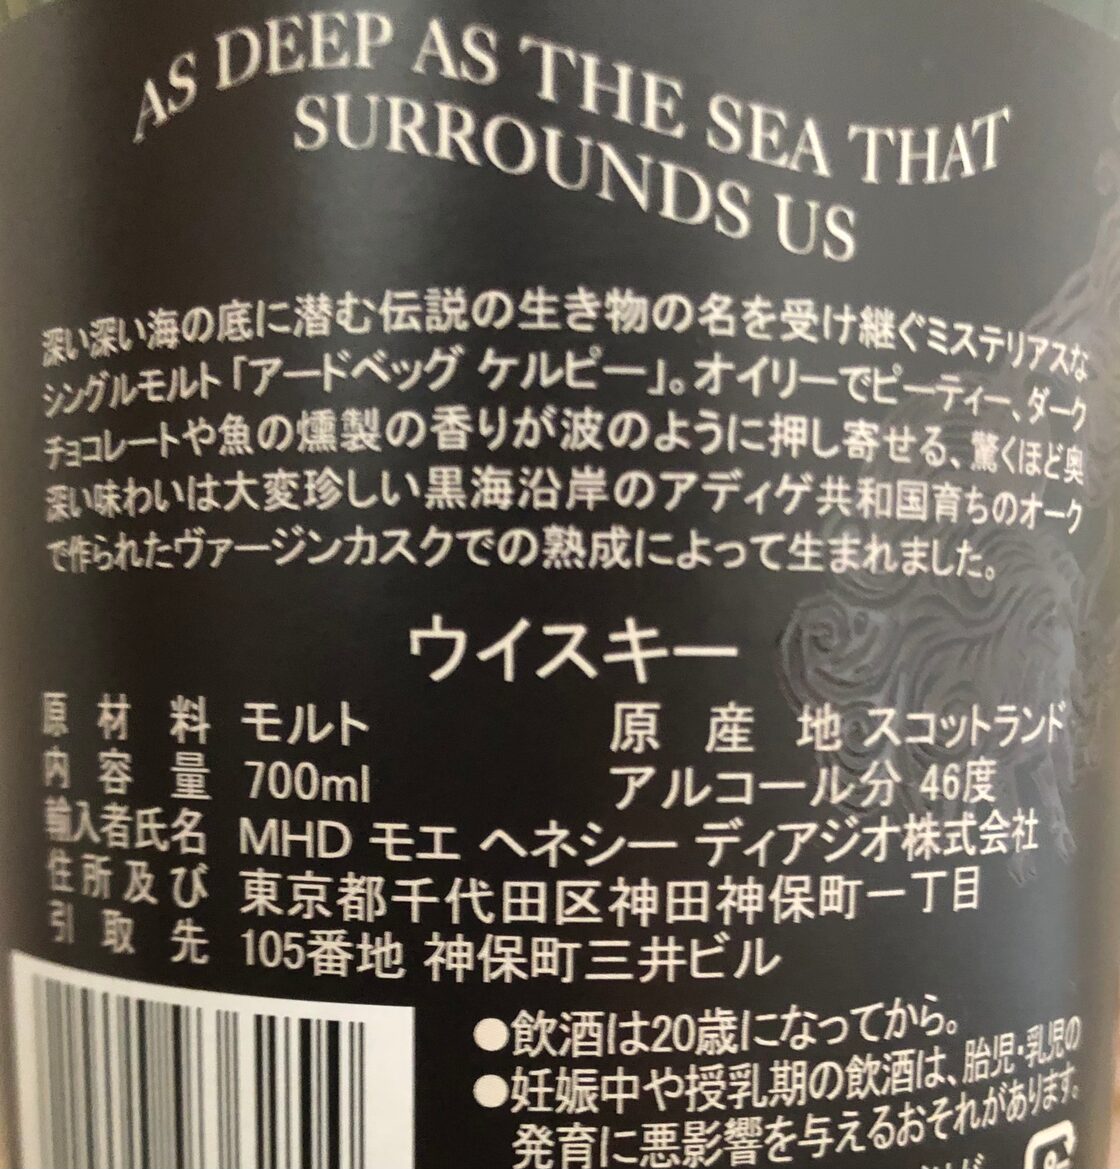 AS DEEP AS THE SEA THAT
SURROUNDS US
深い深い海の底に潜む伝説の生き物の名を受け継ぐミステリアスな
シングルモルト「アードベッグ ケルピー」。オイリーでピーティー、ダーク
チョコレートや魚の燻製の香りが波のように押し寄せる、驚くほど奥
深い味わいは大変珍しい黒海沿岸のアディゲ共和国育ちのオーク
で作られたヴァージンカスクでの熟成によって生まれました。
ウイスキー
原材料 モルト 原産地 スコットランド
内容量 700ml アルコール分 46度
輸入者氏名 MHD モエ ヘネシー ディアジオ株式会社
住所及び 東京都千代田区神田神保町一丁目
引取先 105番地 神保町三井ビル
●飲酒は20歳になってから。
●妊娠中や授乳期の飲酒は、胎児・乳児の
発育に悪影響を与えるおそれがあります。